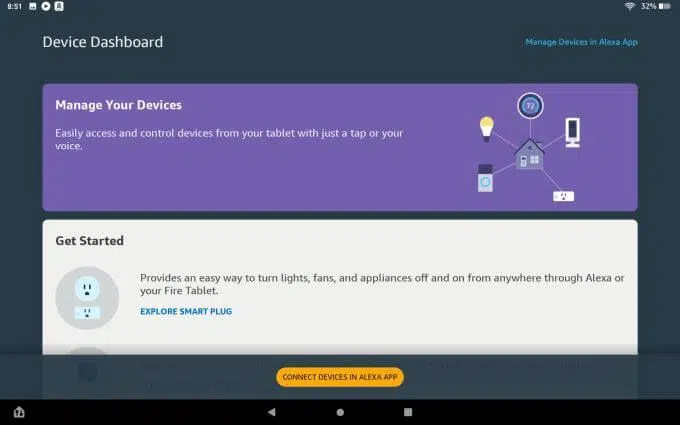 8:51
32%
Device Dashboard
Manage Devices in Alexa App
Manage Your Devices
Easily access and control devices from your tablet with just a tap or your
voice.
72
Get Started
Provides an easy way to turn lights, fans, and appliances off and on from anywhere through Alexa or
your Fire Tablet.
EXPLORE SMART PLUG
CONNECT DEVICES IN ALEXA APP